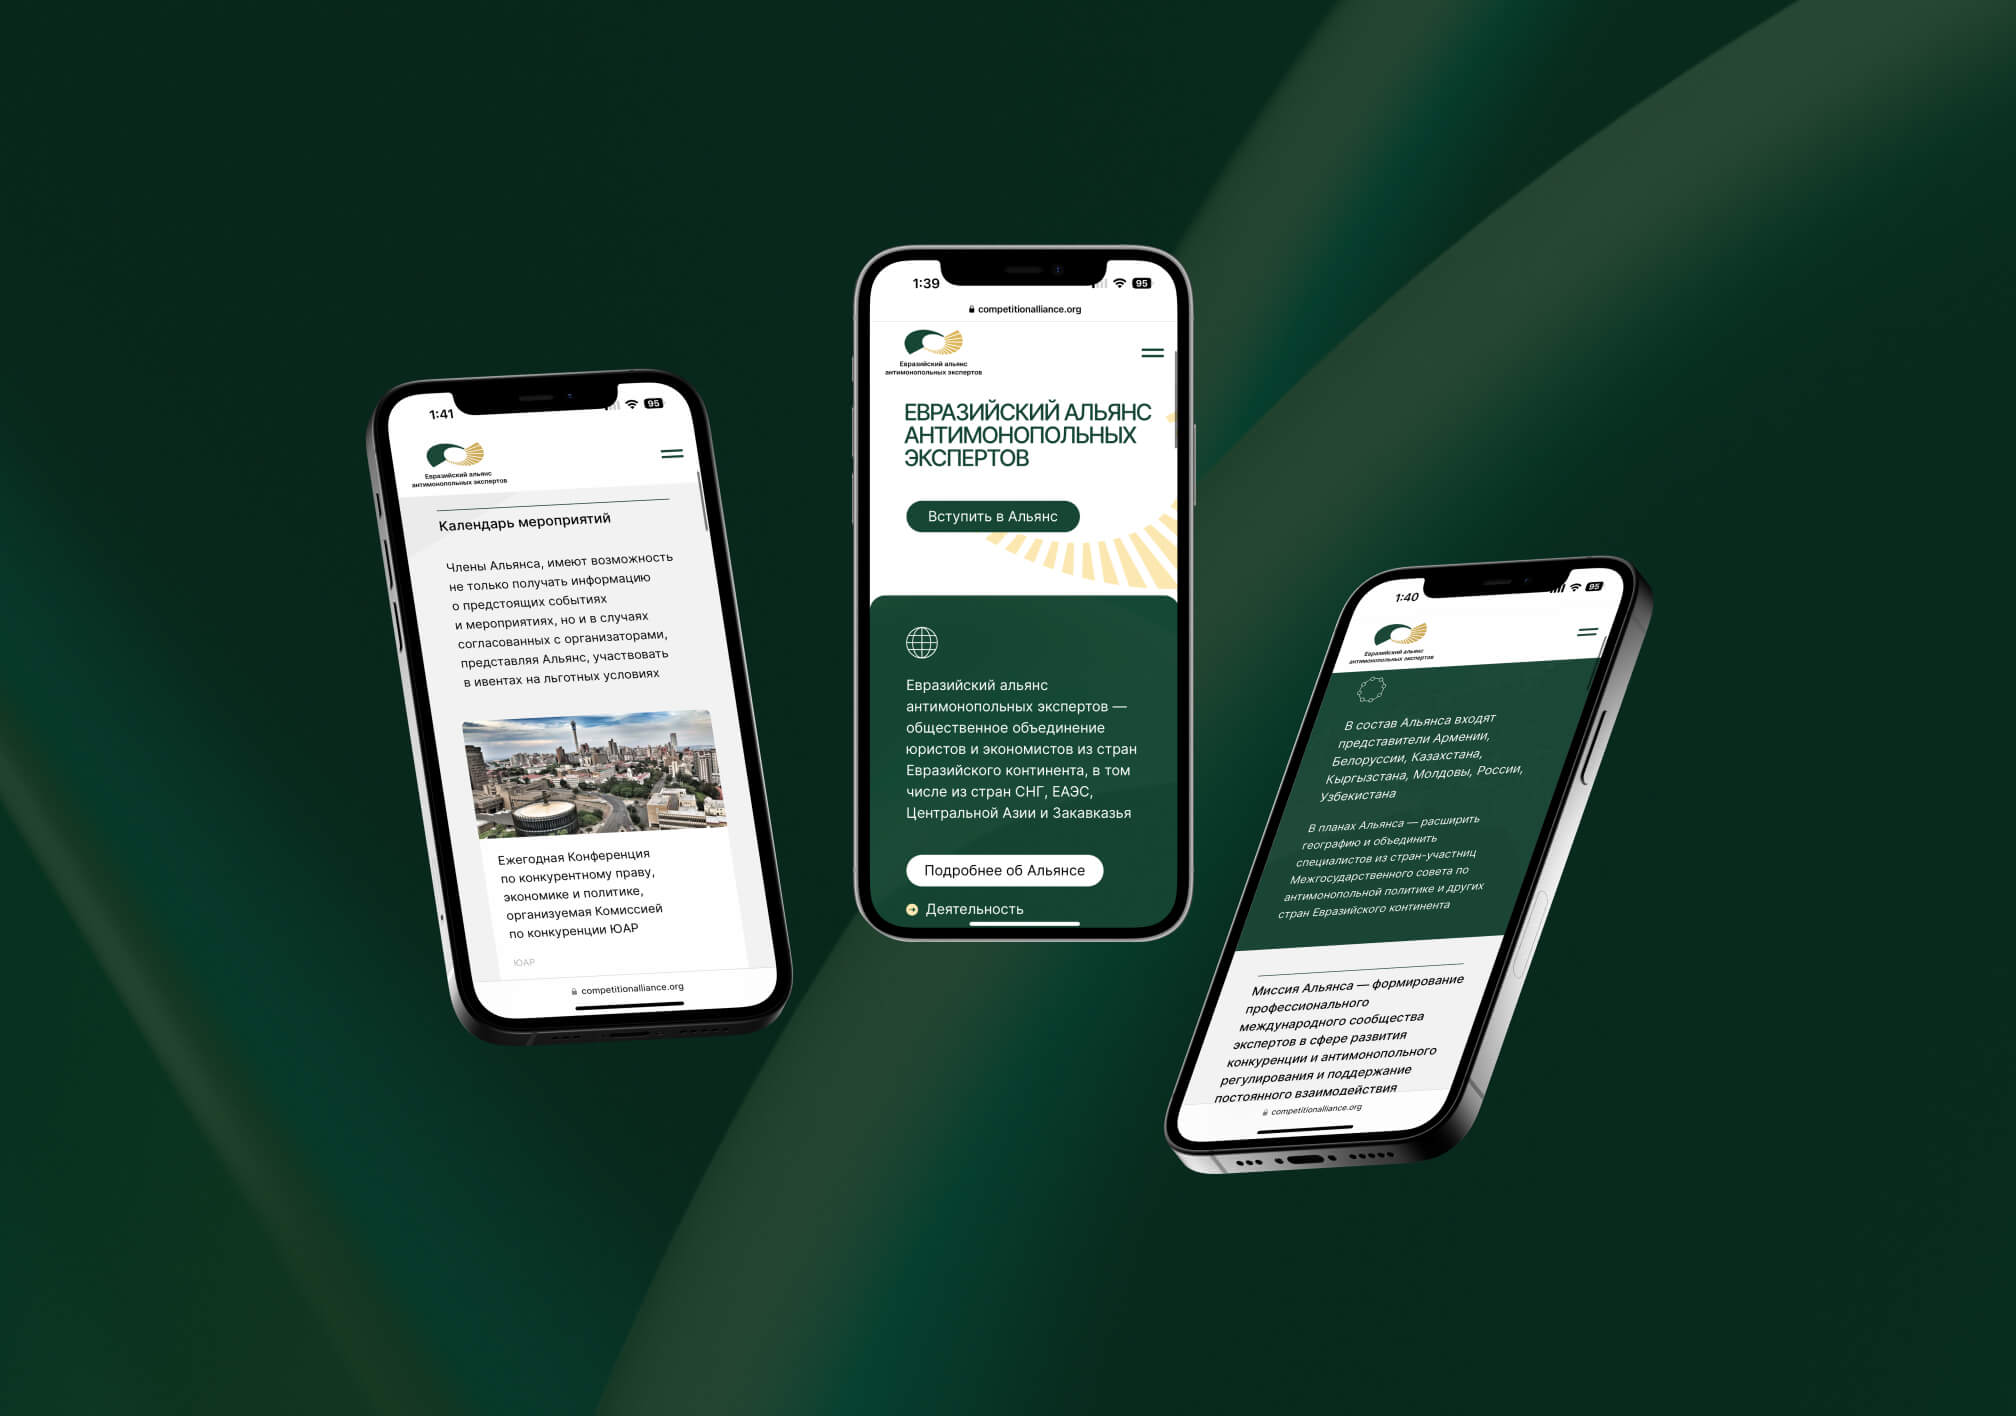 1:41
95
Евразийский альянс
антимонопольных экспертов
Календарь мероприятий
Члены Альянса, имеют возможность
не только получать информацию
о предстоящих событиях
и мероприятиях, но и в случаях
согласованных с организаторами,
представляя Альянс, участвовать
в ивентах на льготных условиях
Ежегодная Конференция
по конкурентному праву,
экономике и политике,
организуемая Комиссией
по конкуренции ЮАР
ЮАР
competitionalliance.org
1:39
95
competitionalliance.org
Евразийский альянс
антимонопольных экспертов
ЕВРАЗИЙСКИЙ АЛЬЯНС
АНТИМОНОПОЛЬНЫХ
ЭКСПЕРТОВ
Вступить в Альянс
Евразийский альянс
антимонопольных экспертов —
общественное объединение
юристов и экономистов из стран
Евразийского континента, в том
числе из стран СНГ, ЕАЭС,
Центральной Азии и Закавказья
Подробнее об Альянсе
Деятельность
1:40
95
Евразийский альянс
антимонопольных экспертов
В состав Альянса входят
представители Армении,
Белоруссии, Казахстана,
Кыргызстана, Молдовы, России,
Узбекистана
В планах Альянса — расширить
географию и объединить
специалистов из стран-участниц
Межгосударственного совета по
антимонопольной политике и других
стран Евразийского континента
Миссия Альянса — формирование
профессионального
международного сообщества
экспертов в сфере развития
конкуренции и антимонопольного
регулирования и поддержание
постоянного взаимодействия
competitionalliance.org